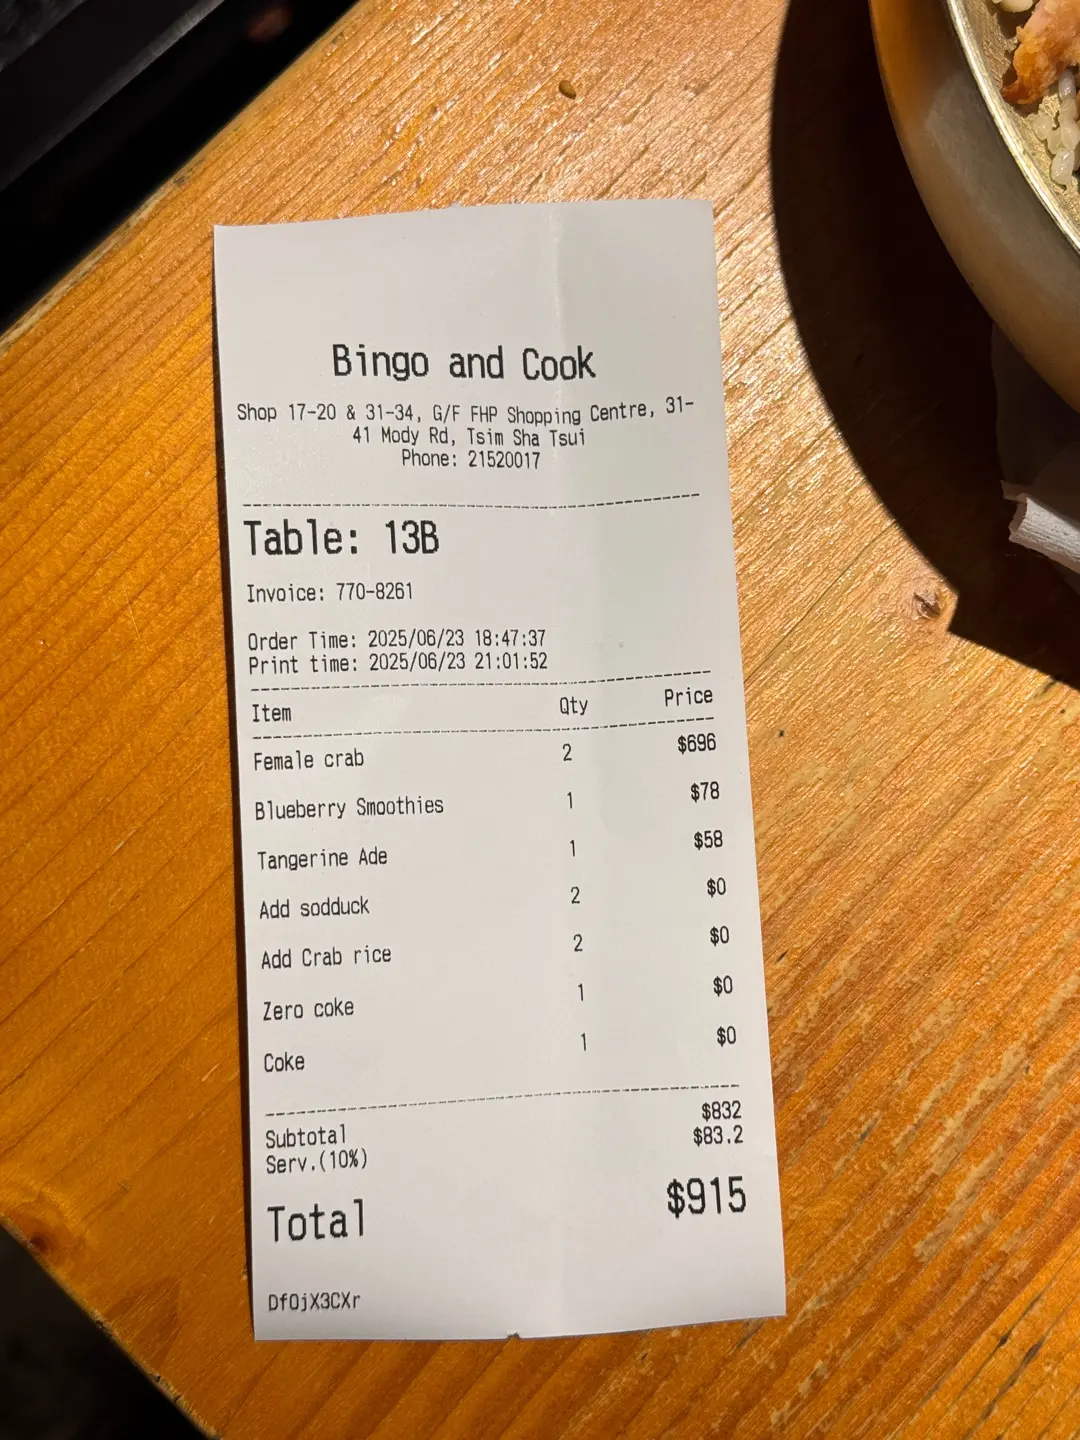 Bingo and Cook
Shop 17-20 & 31-34, G/F FHP Shopping Centre, 31-
41 Mody Rd, Tsim Sha Tsui
Phone: 21520017
Table: 13B
Invoice: 770-8261
Order Time: 2025/06/23 18:47:37
Print time: 2025/06/23 21:01:52
Item Qty Price
Female crab 2 $696
Blueberry Smoothies 1 $78
Tangerine Ade 1 $58
Add sodduck 2 $0
Add Crab rice 2 $0
Zero coke 1 $0
Coke 1 $0
Subtotal $832
Serv.(10%) $83.2
Total $915
DfOjX3CXr